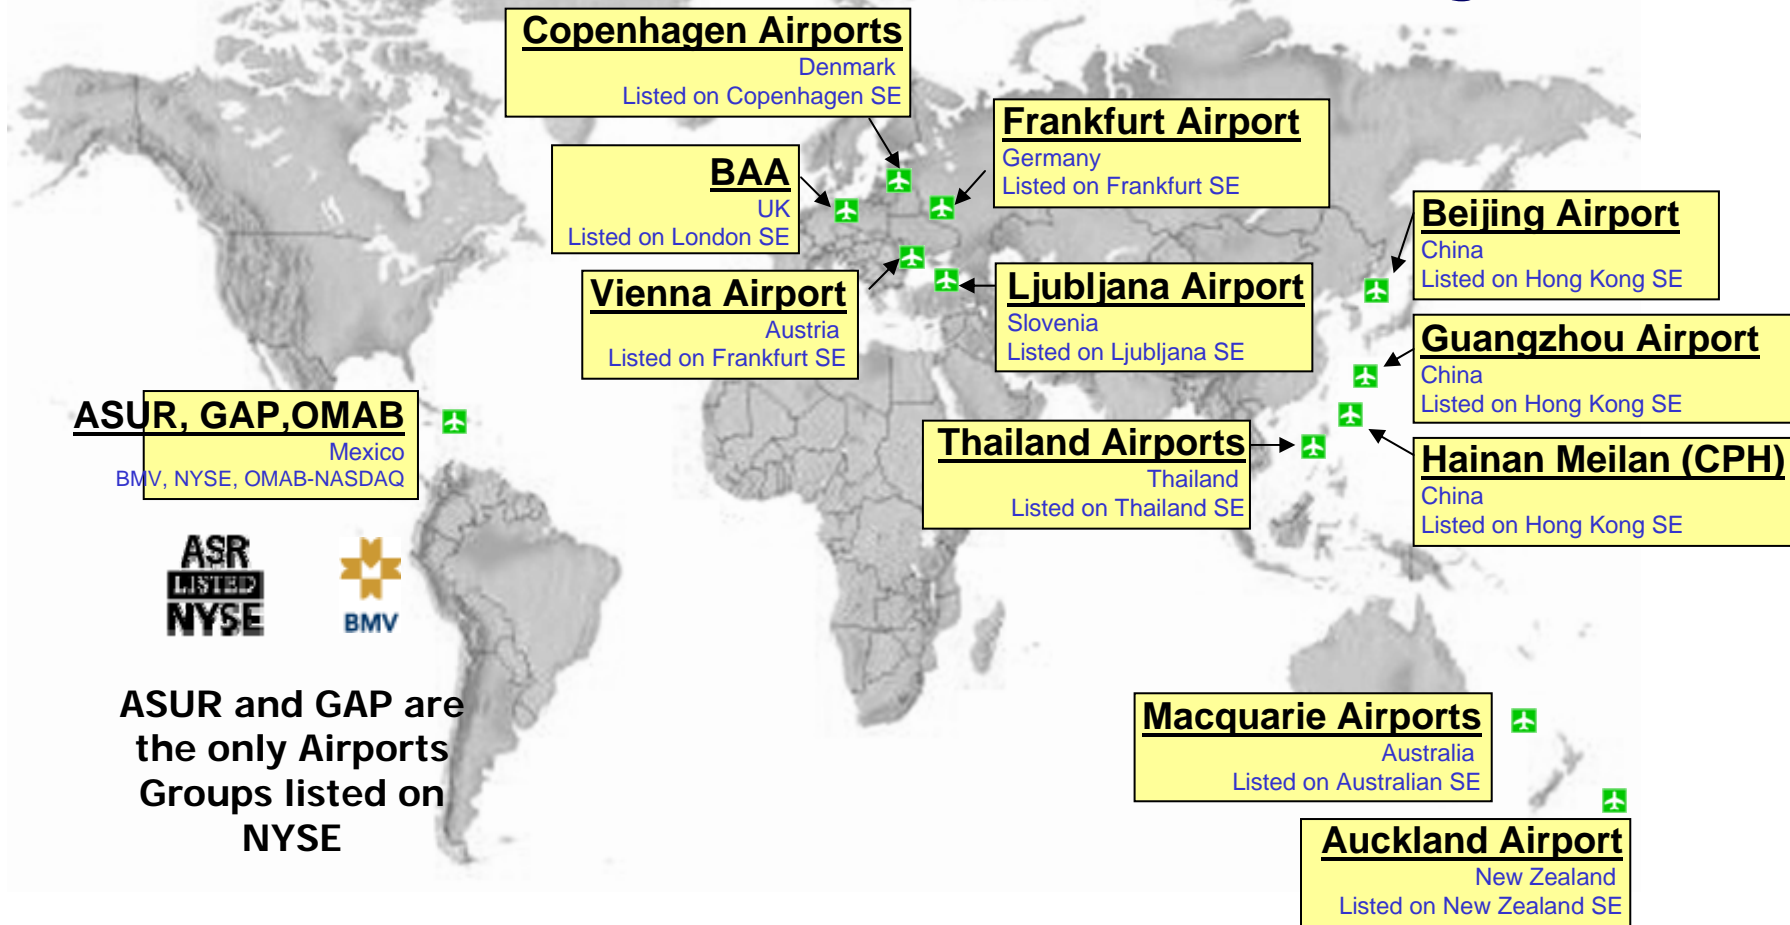 Copenhagen Airports
Denmark
Listed on Copenhagen SE
Frankfurt Airport
Germany
Listed on Frankfurt SE
BAA
UK
Listed on London SE
Beijing Airport
China
Listed on Hong Kong SE
Vienna Airport
Austria
Listed on Frankfurt SE
Ljubljana Airport
Slovenia
Listed on Ljubljana SE
Guangzhou Airport
China
Listed on Hong Kong SE
ASUR, GAP,OMAB
Mexico
BMV, NYSE, OMAB-NASDAQ
Thailand Airports
Thailand
Listed on Thailand SE
Hainan Meilan (CPH)
China
Listed on Hong Kong SE
ASR
LISTED
NYSE
BMV
ASUR and GAP are
the only Airports
Groups listed on
NYSE
Macquarie Airports
Australia
Listed on Australian SE
Auckland Airport
New Zealand
Listed on New Zealand SE